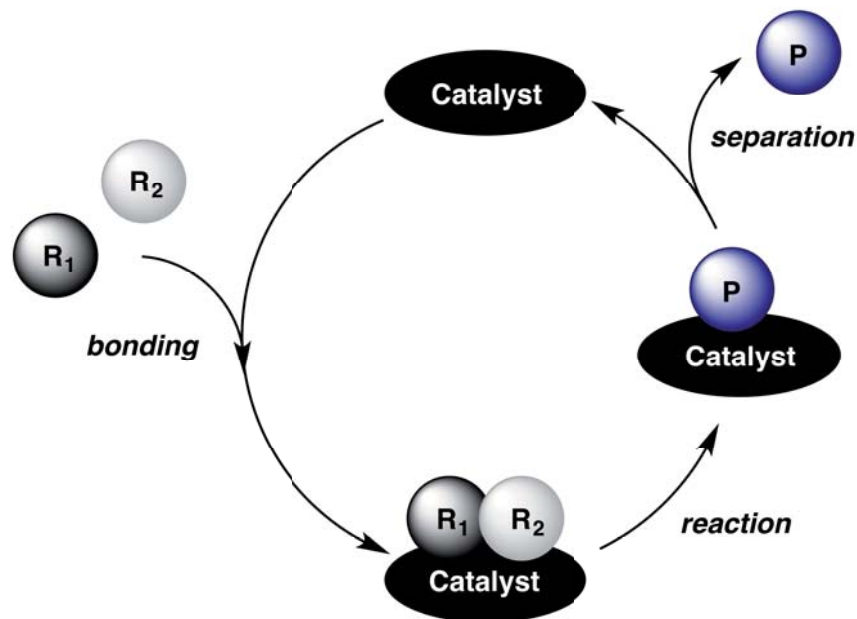 Catalyst
P
separation
R₂
R₁
bonding
P
Catalyst
R₁ R₂
Catalyst
reaction